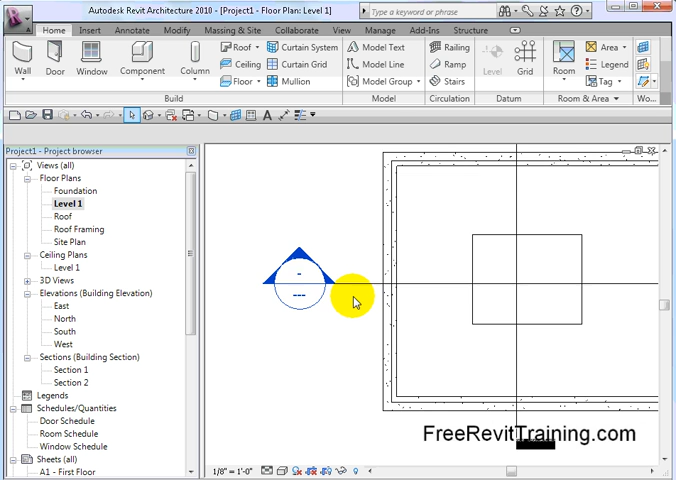 Autodesk Revit Architecture 2010 - [Project1 - Floor Plan: Level 1]
Type a keyword or phrase
Home Insert Annotate Modify Massing & Site Collaborate View Manage Add-Ins Structure
Wall Door Window Component Column
Roof Curtain System
Ceiling Curtain Grid
Floor Mullion
Build
Model Text
Model Line
Model Group
Model
Railing
Ramp
Stairs
Circulation
Level Grid
Datum
Room
Area
Legend
Tag
Room & Area
Wo...
Project1 - Project browser
Views (all)
Floor Plans
Foundation
Level 1
Roof
Roof Framing
Site Plan
Ceiling Plans
Level 1
3D Views
Elevations (Building Elevation)
East
North
South
West
Sections (Building Section)
Section 1
Section 2
Legends
Schedules/Quantities
Door Schedule
Room Schedule
Window Schedule
Sheets (all)
A1 - First Floor
-
---
FreeRevitTraining.com
1/8" = 1'-0"